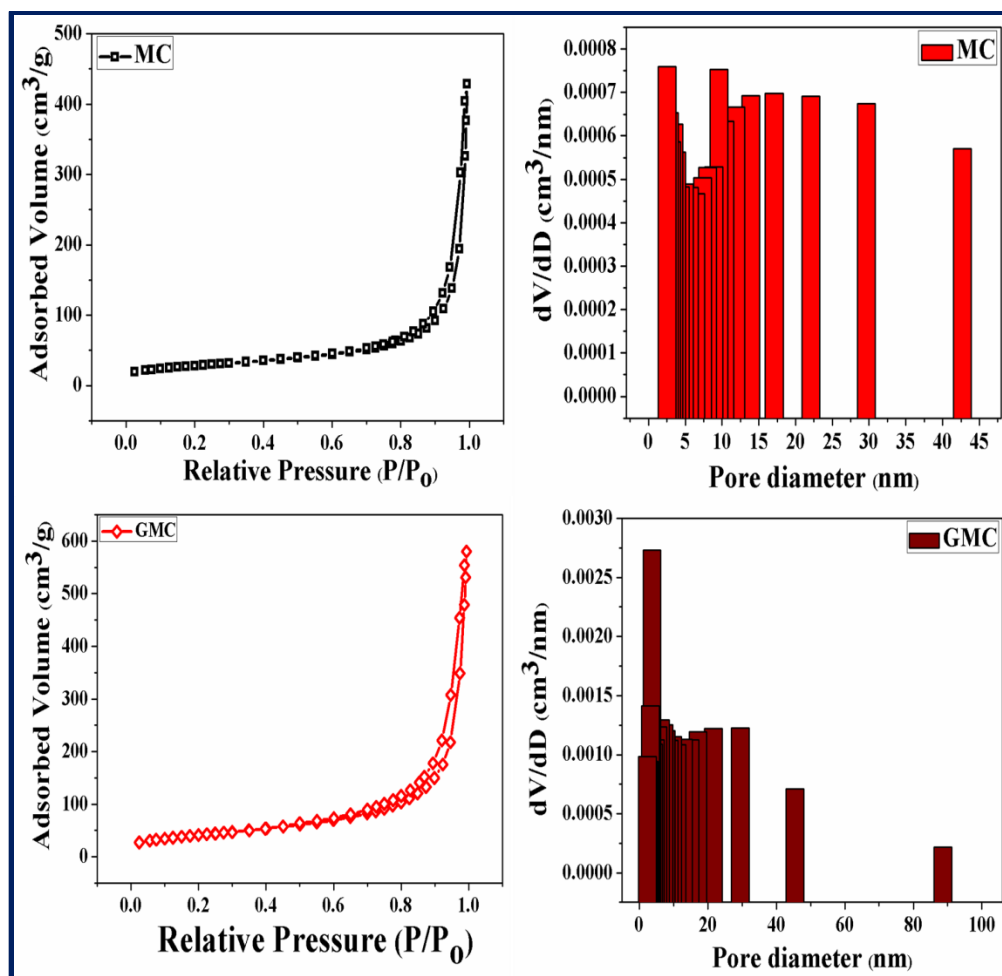 500
400
300
200
100
0
Adsorbed Volume (cm³/g)
MC
0.0 0.2 0.4 0.6 0.8 1.0
Relative Pressure (P/P₀)
0.0008
0.0007
0.0006
0.0005
0.0004
0.0003
0.0002
0.0001
0.0000
dV/dD (cm³/nm)
MC
0 5 10 15 20 25 30 35 40 45
Pore diameter (nm)
600
500
400
300
200
100
0
Adsorbed Volume (cm³/g)
GMC
0.0 0.2 0.4 0.6 0.8 1.0
Relative Pressure (P/P₀)
0.0030
0.0025
0.0020
0.0015
0.0010
0.0005
0.0000
dV/dD (cm³/nm)
GMC
0 20 40 60 80 100
Pore diameter (nm)